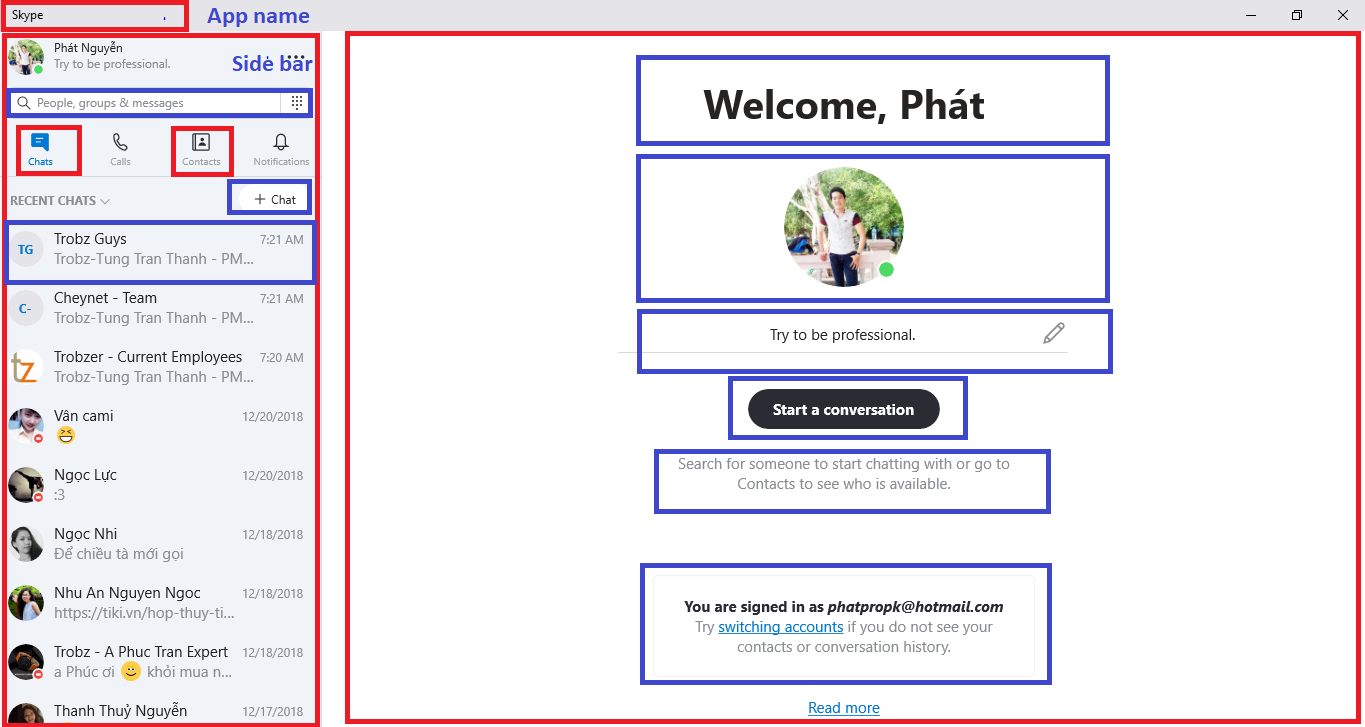 Skype
App name
Phát Nguyễn
Try to be professional.
Side bar
People, groups & messages
Chats
Calls
Contacts
Notifications
RECENT CHATS
+ Chat
TG
Trobz Guys
7:21 AM
Trobz-Tung Tran Thanh - PM...
C-
Cheynet - Team
7:21 AM
Trobz-Tung Tran Thanh - PM...
tz
Trobzer - Current Employees
7:20 AM
Trobz-Tung Tran Thanh - PM...
Vân cami
12/20/2018
😆
Ngọc Lực
12/20/2018
:3
Ngọc Nhi
12/18/2018
Để chiều tà mới gọi
Nhu An Nguyen Ngoc
12/18/2018
https://tiki.vn/hop-thuy-ti...
Trobz - A Phuc Tran Expert
12/18/2018
a Phúc ơi 🙂 khỏi mua n...
Thanh Thuỷ Nguyễn
12/17/2018
Welcome, Phát
Try to be professional.
Start a conversation
Search for someone to start chatting with or go to
Contacts to see who is available.
You are signed in as phatpropk@hotmail.com
Try switching accounts if you do not see your
contacts or conversation history.
Read more